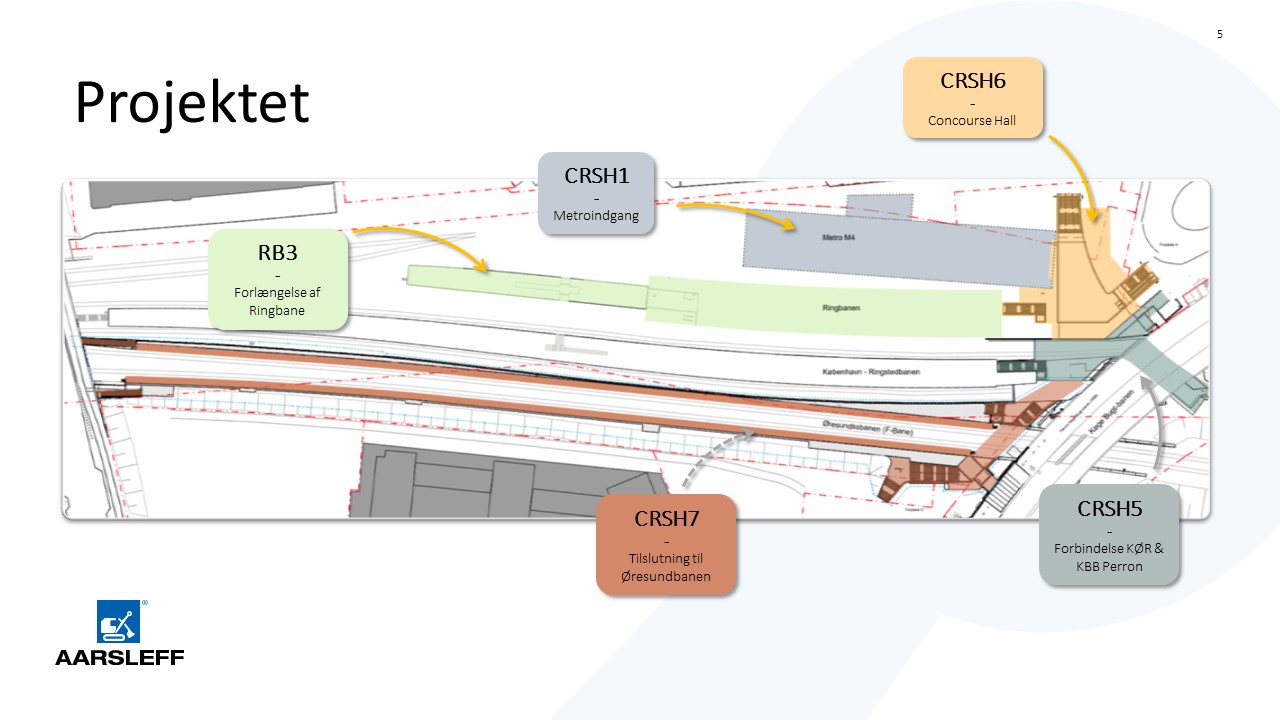 5
Projektet
CRSH6
-
Concourse Hall
CRSH1
-
Metroindgang
RB3
-
Forlængelse af
Ringbane
Metro M4
Ringbanen
København - Ringstedbanen
Øresundssbanen (F-Bane)
Køge Bugt-banen
CRSH7
-
Tilslutning til
Øresundbanen
CRSH5
-
Forbindelse KØR &
KBB Perron
®
AARSLEFF